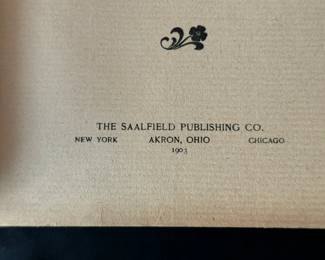 THE SAALFIELD PUBLISHING CO.
NEW YORK AKRON, OHIO CHICAGO
1903